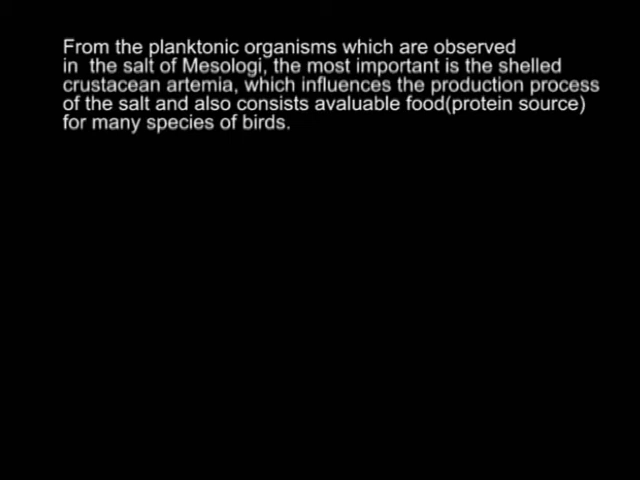 From the planktonic organisms which are observed
in  the salt of Mesologi, the most important is the shelled
crustacean artemia, which influences the production process
of the salt and also consists avaluable food(protein source)
for many species of birds.